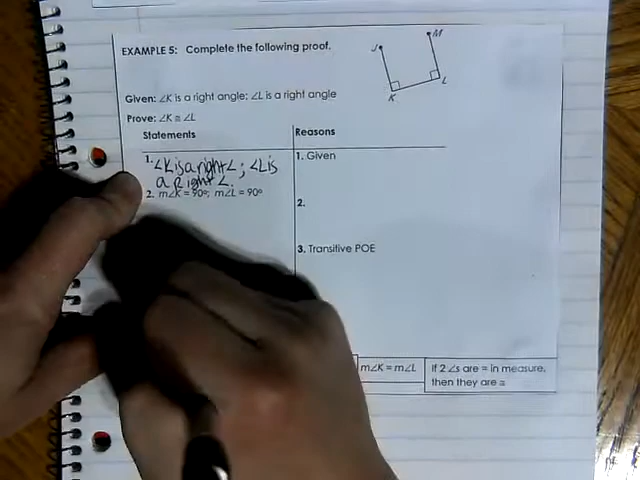 EXAMPLE 5: Complete the following proof.
J
M
K
L
Given: ∠K is a right angle; ∠L is a right angle
Prove: ∠K ≅ ∠L
Statements
Reasons
1. ∠K is a right ∠; ∠L is
a Right ∠.
1. Given
2. m∠K = 90°; m∠L = 90°
2.
3. Transitive POE
m∠K = m∠L
If 2 ∠s are = in measure,
then they are ≅